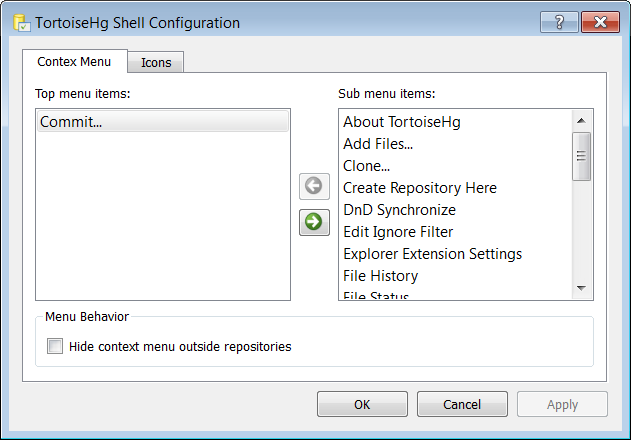 TortoiseHg Shell Configuration
?
Contex Menu
Icons
Top menu items:
Sub menu items:
Commit...
About TortoiseHg
Add Files...
Clone...
Create Repository Here
DnD Synchronize
Edit Ignore Filter
Explorer Extension Settings
File History
File Status
Menu Behavior
Hide context menu outside repositories
OK
Cancel
Apply